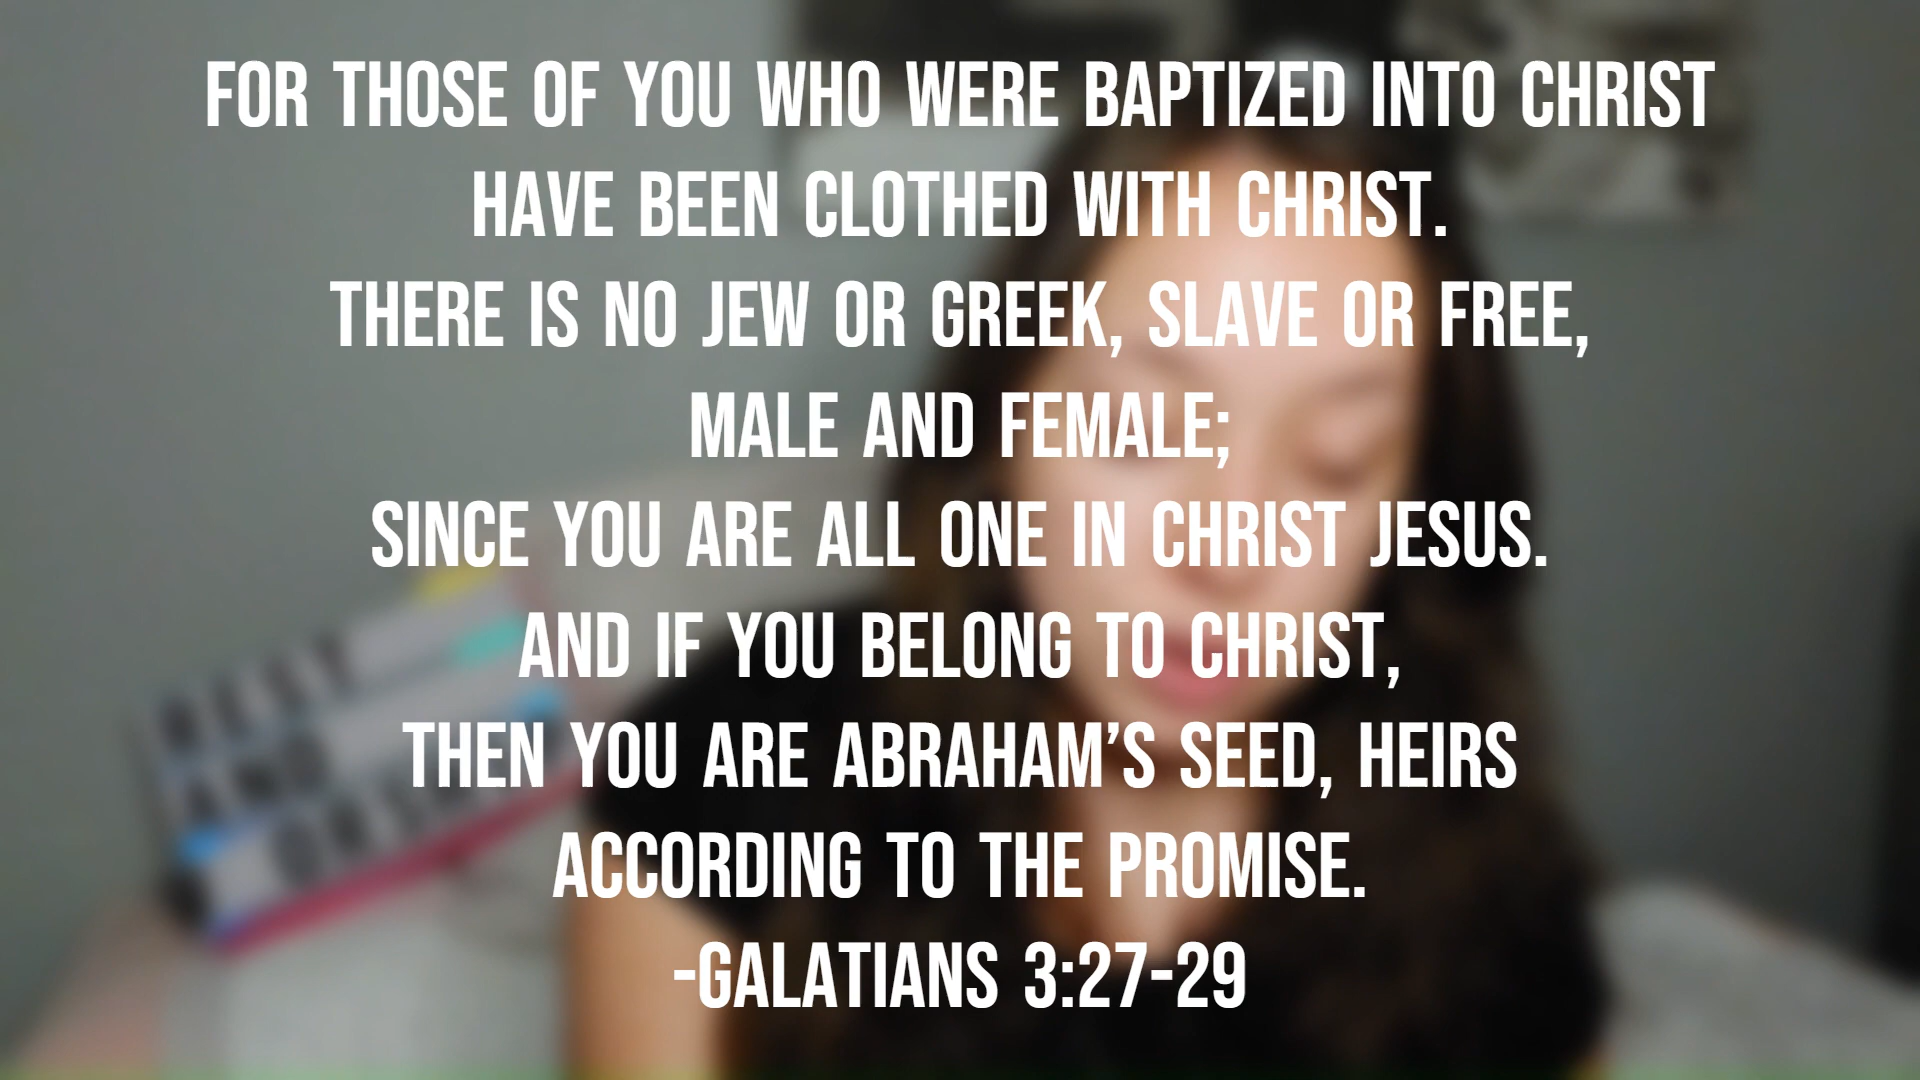 FOR THOSE OF YOU WHO WERE BAPTIZED INTO CHRIST
HAVE BEEN CLOTHED WITH CHRIST.
THERE IS NO JEW OR GREEK, SLAVE OR FREE,
MALE AND FEMALE;
SINCE YOU ARE ALL ONE IN CHRIST JESUS.
AND IF YOU BELONG TO CHRIST,
THEN YOU ARE ABRAHAM’S SEED, HEIRS
ACCORDING TO THE PROMISE.
-GALATIANS 3:27-29
REST
AND